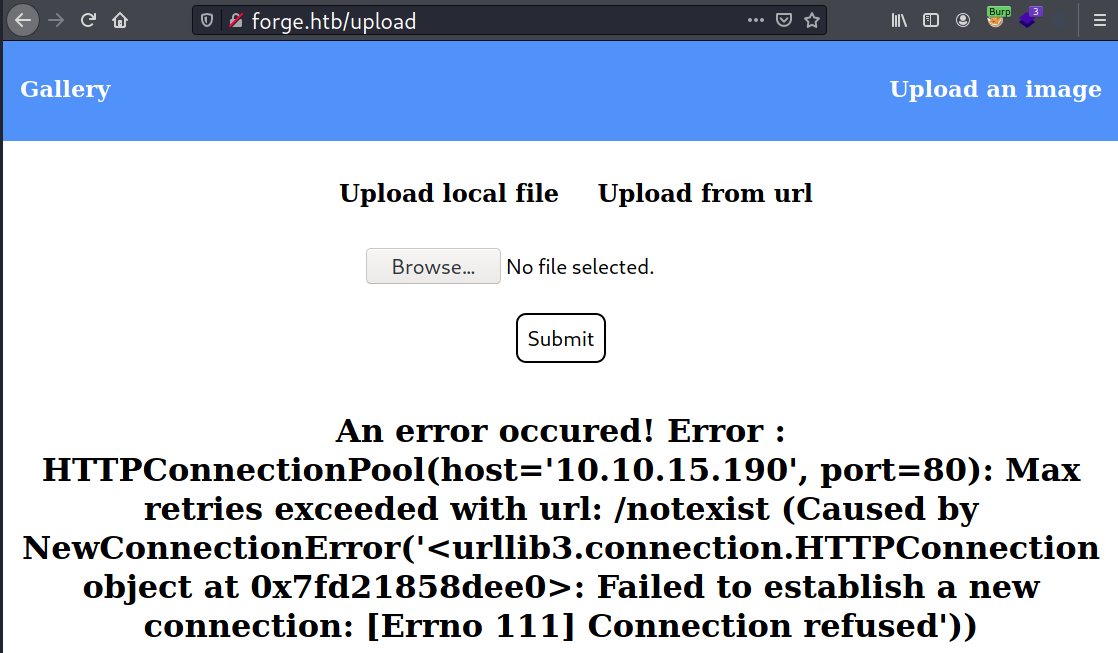 forge.htb/upload
Burp
3
Gallery
Upload an image
Upload local file
Upload from url
Browse... No file selected.
Submit
An error occured! Error :
HTTPConnectionPool(host='10.10.15.190', port=80): Max
retries exceeded with url: /notexist (Caused by
NewConnectionError('<urllib3.connection.HTTPConnection
object at 0x7fd21858dee0>: Failed to establish a new
connection: [Errno 111] Connection refused'))